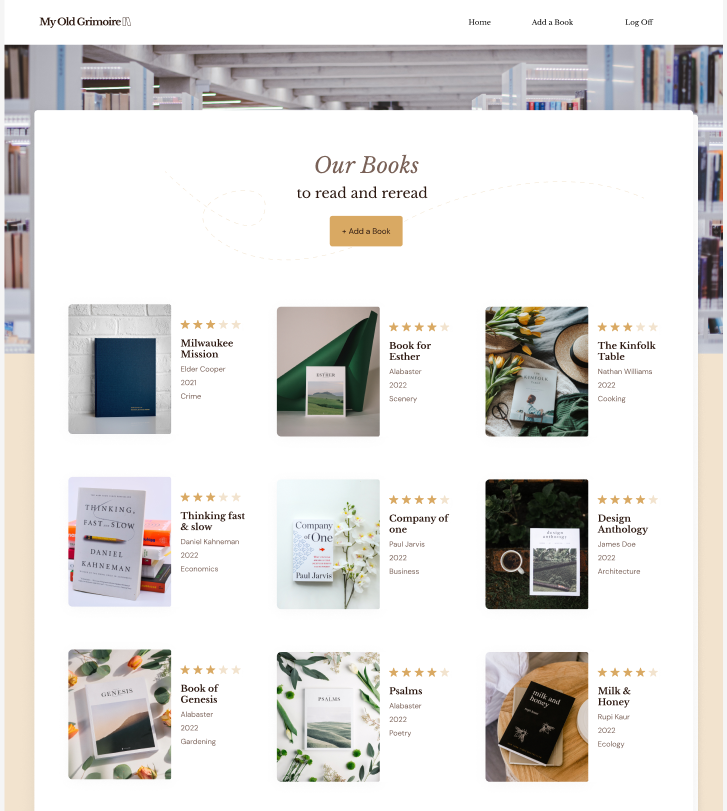 My Old Grimoire
Home
Add a Book
Log Off
Our Books
to read and reread
+ Add a Book
Milwaukee
Mission
Elder Cooper
2021
Crime
ESTHER
Book for
Esther
Alabaster
2022
Scenery
KINFOLK
The Kinfolk
Table
Nathan Williams
2022
Cooking
THINKING,
FAST AND SLOW
DANIEL
KAHNEMAN
Thinking fast
& slow
Daniel Kahneman
2022
Economics
Company
of One
Paul Jarvis
Company of
one
Paul Jarvis
2022
Business
design
anthology
Design
Anthology
James Doe
2022
Architecture
GENESIS
Book of
Genesis
Alabaster
2022
Gardening
PSALMS
Psalms
Alabaster
2022
Poetry
milk and
honey
Rupi Kaur
Milk &
Honey
Rupi Kaur
2022
Ecology